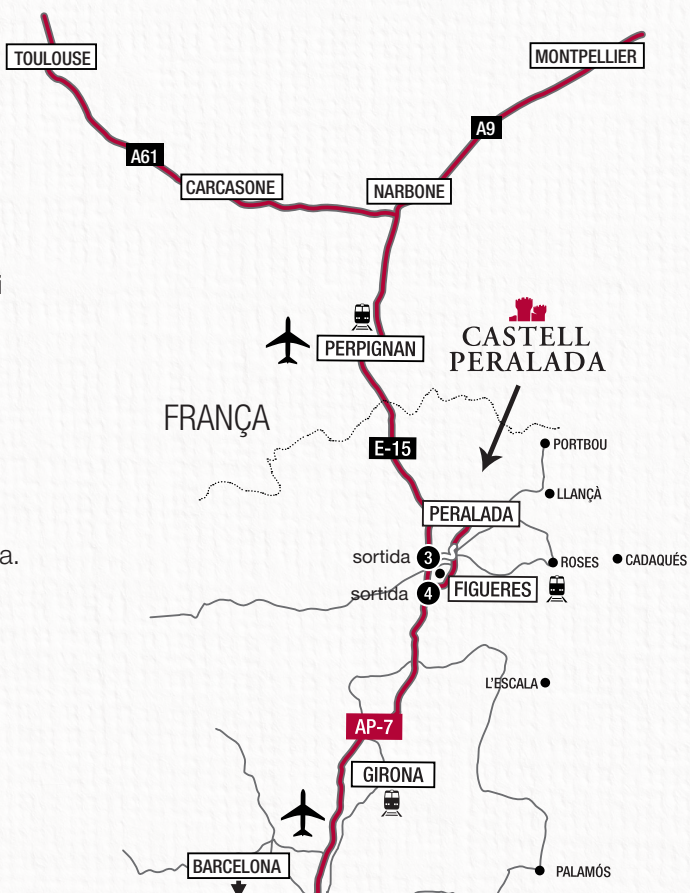 TOULOUSE
MONTPELLIER
A9
A61
CARCASONE
NARBONE
i
CASTELL
PERALADA
PERPIGNAN
FRANÇA
E-15
PORTBOU
LLANÇÀ
PERALADA
a.
sortida 3
ROSES
CADAQUÉS
sortida 4
FIGUERES
L'ESCALA
AP-7
GIRONA
BARCELONA
PALAMÓS